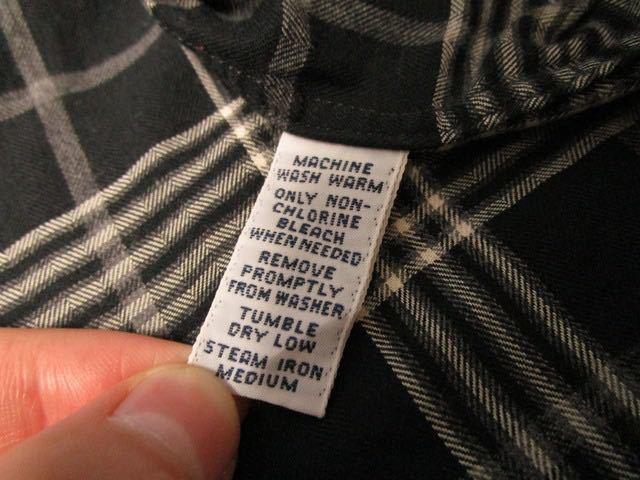 MACHINE
WASH WARM
ONLY NON-
CHLORINE
BLEACH
WHEN NEEDED
REMOVE
PROMPTLY
FROM WASHER
TUMBLE
DRY LOW
STEAM IRON
MEDIUM